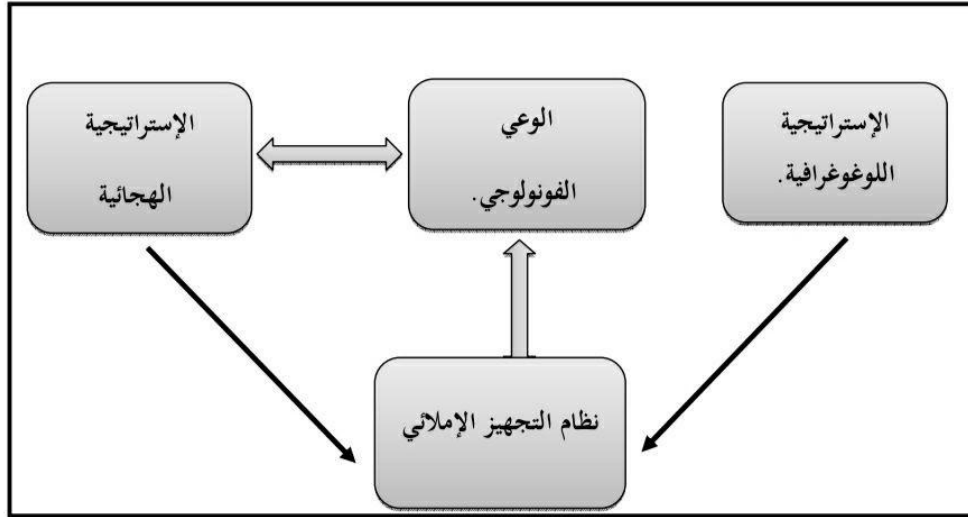 الإستراتيجية
اللوغوغرافية.
الوعي
الفونولوجي.
الإستراتيجية
الهجائية
نظام التجهيز الإملائي